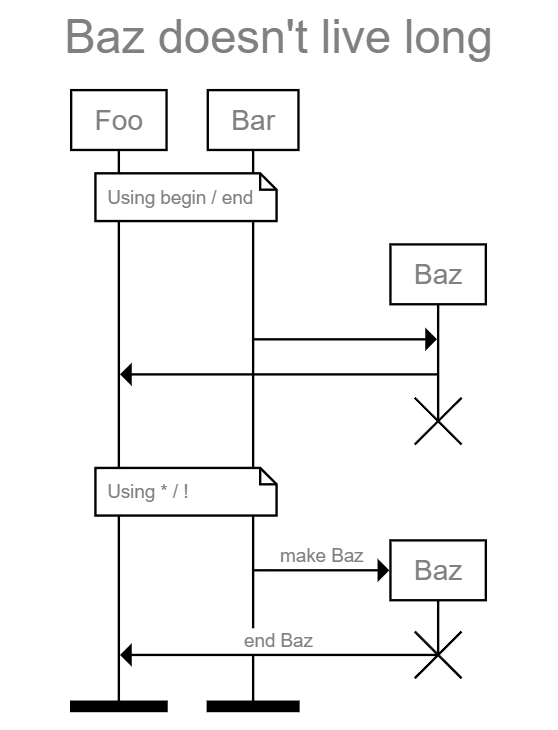 Baz doesn't live long
Foo
Bar
Using begin / end
Baz
Using * / !
make Baz
Baz
end Baz